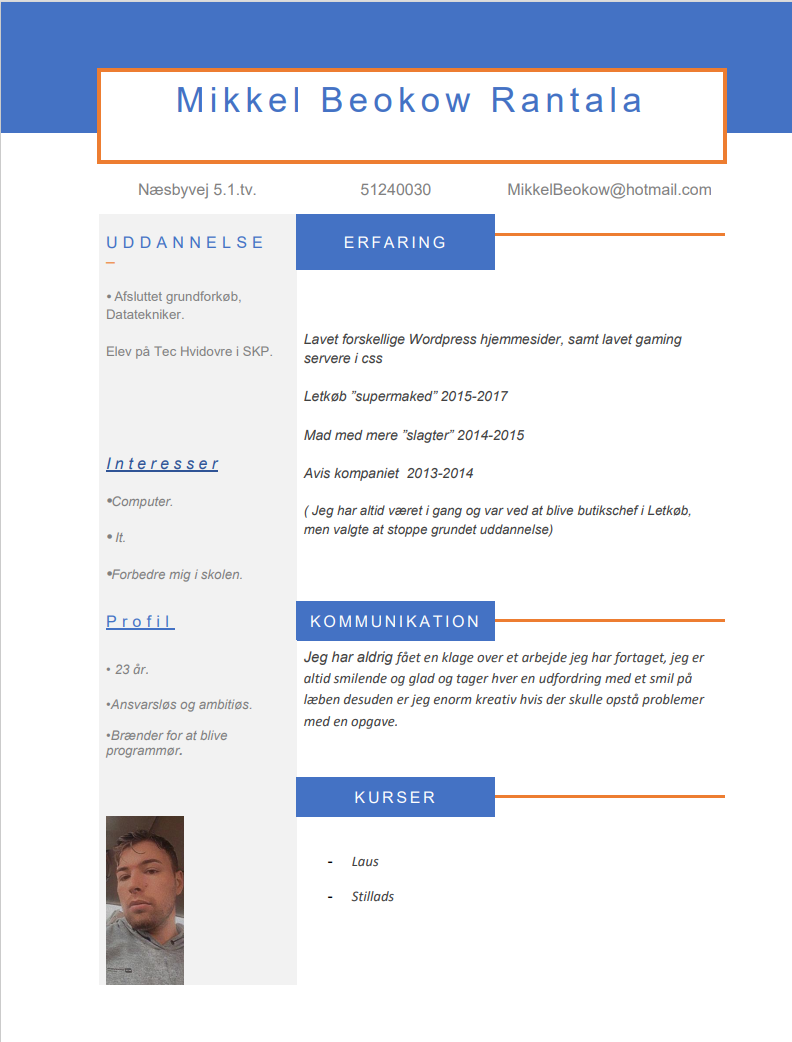 Mikkel Beokow Rantala
Næsbyvej 5.1.tv.
51240030
MikkelBeokow@hotmail.com
UDDANNELSE
–
• Afsluttet grundforkøb,
Datatekniker.
Elev på Tec Hvidovre i SKP.
Interesser
•Computer.
• It.
•Forbedre mig i skolen.
Profil
• 23 år.
•Ansvarsløs og ambitiøs.
•Brænder for at blive
programmør.
ERFARING
Lavet forskellige Wordpress hjemmesider, samt lavet gaming
servere i css
Letkøb ”supermaked” 2015-2017
Mad med mere ”slagter” 2014-2015
Avis kompaniet  2013-2014
( Jeg har altid været i gang og var ved at blive butikschef i Letkøb,
men valgte at stoppe grundet uddannelse)
KOMMUNIKATION
Jeg har aldrig fået en klage over et arbejde jeg har fortaget, jeg er
altid smilende og glad og tager hver en udfordring med et smil på
læben desuden er jeg enorm kreativ hvis der skulle opstå problemer
med en opgave.
KURSER
- Laus
- Stillads